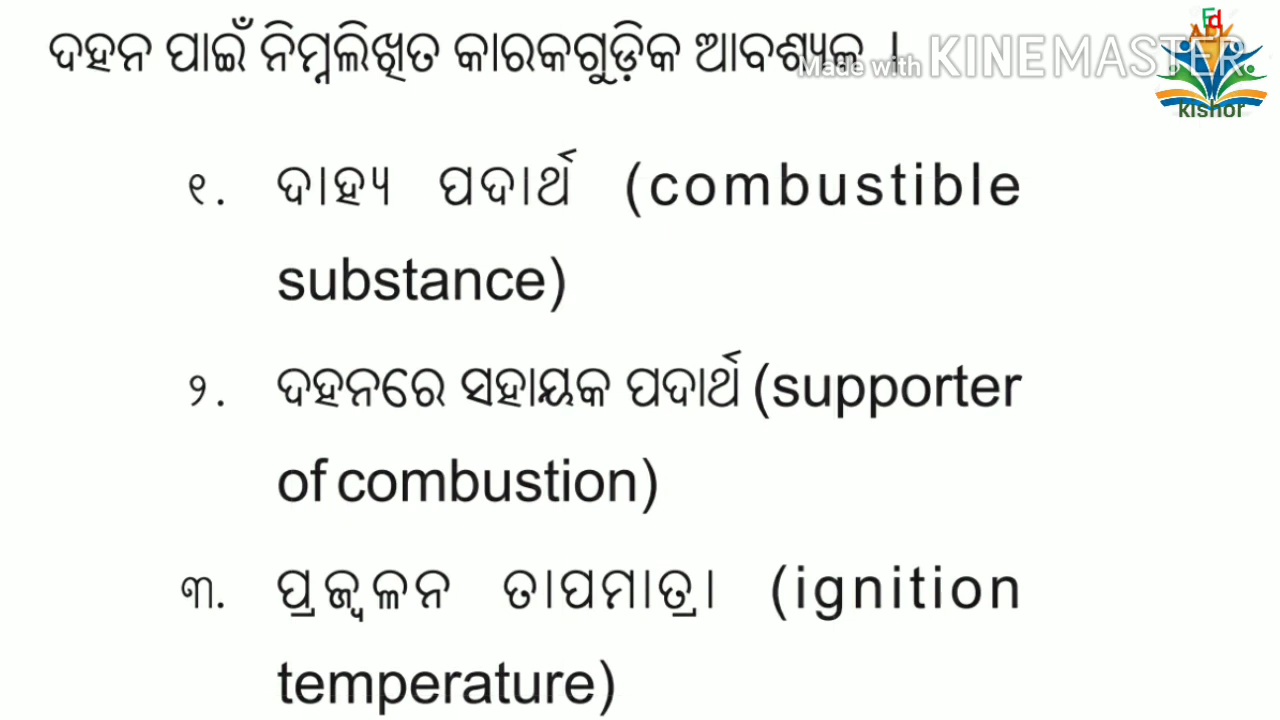 ଦହନ ପାଇଁ ନିମ୍ନଲିଖିତ କାରକଗୁଡ଼ିକ ଆବଶ୍ୟକ ।
Made with KINEMASTER
Ed
kishor
୧. ଦାହ୍ୟ ପଦାର୍ଥ (combustible
substance)
୨. ଦହନରେ ସହାୟକ ପଦାର୍ଥ (supporter
of combustion)
୩. ପ୍ରଜ୍ୱଳନ ତାପମାତ୍ରା (ignition
temperature)